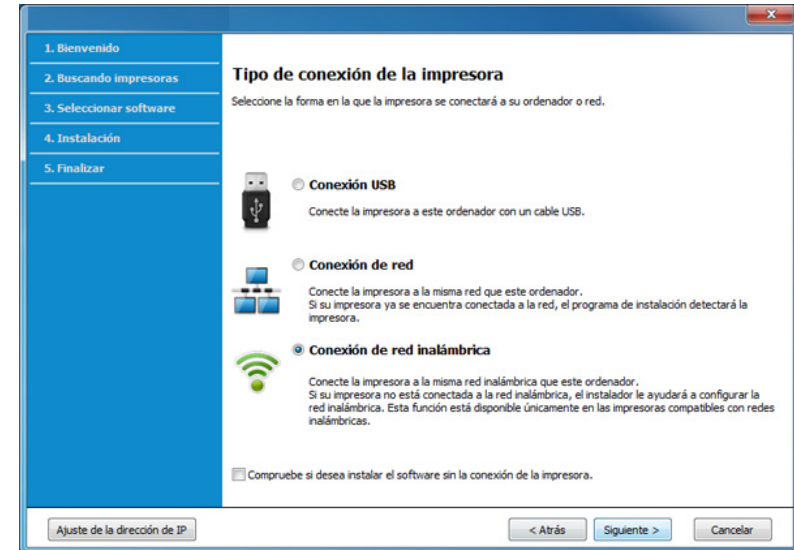 1. Bienvenido
2. Buscando impresoras
3. Seleccionar software
4. Instalación
5. Finalizar
Tipo de conexión de la impresora
Seleccione la forma en la que la impresora se conectará a su ordenador o red.
Conexión USB
Conecte la impresora a este ordenador con un cable USB.
Conexión de red
Conecte la impresora a la misma red que este ordenador.
Si su impresora ya se encuentra conectada a la red, el programa de instalación detectará la
impresora.
Conexión de red inalámbrica
Conecte la impresora a la misma red inalámbrica que este ordenador.
Si su impresora no está conectada a la red inalámbrica, el instalador le ayudará a configurar la
red inalámbrica. Esta función está disponible únicamente en las impresoras compatibles con redes
inalámbricas.
Compruebe si desea instalar el software sin la conexión de la impresora.
Ajuste de la dirección de IP
< Atrás
Siguiente >
Cancelar